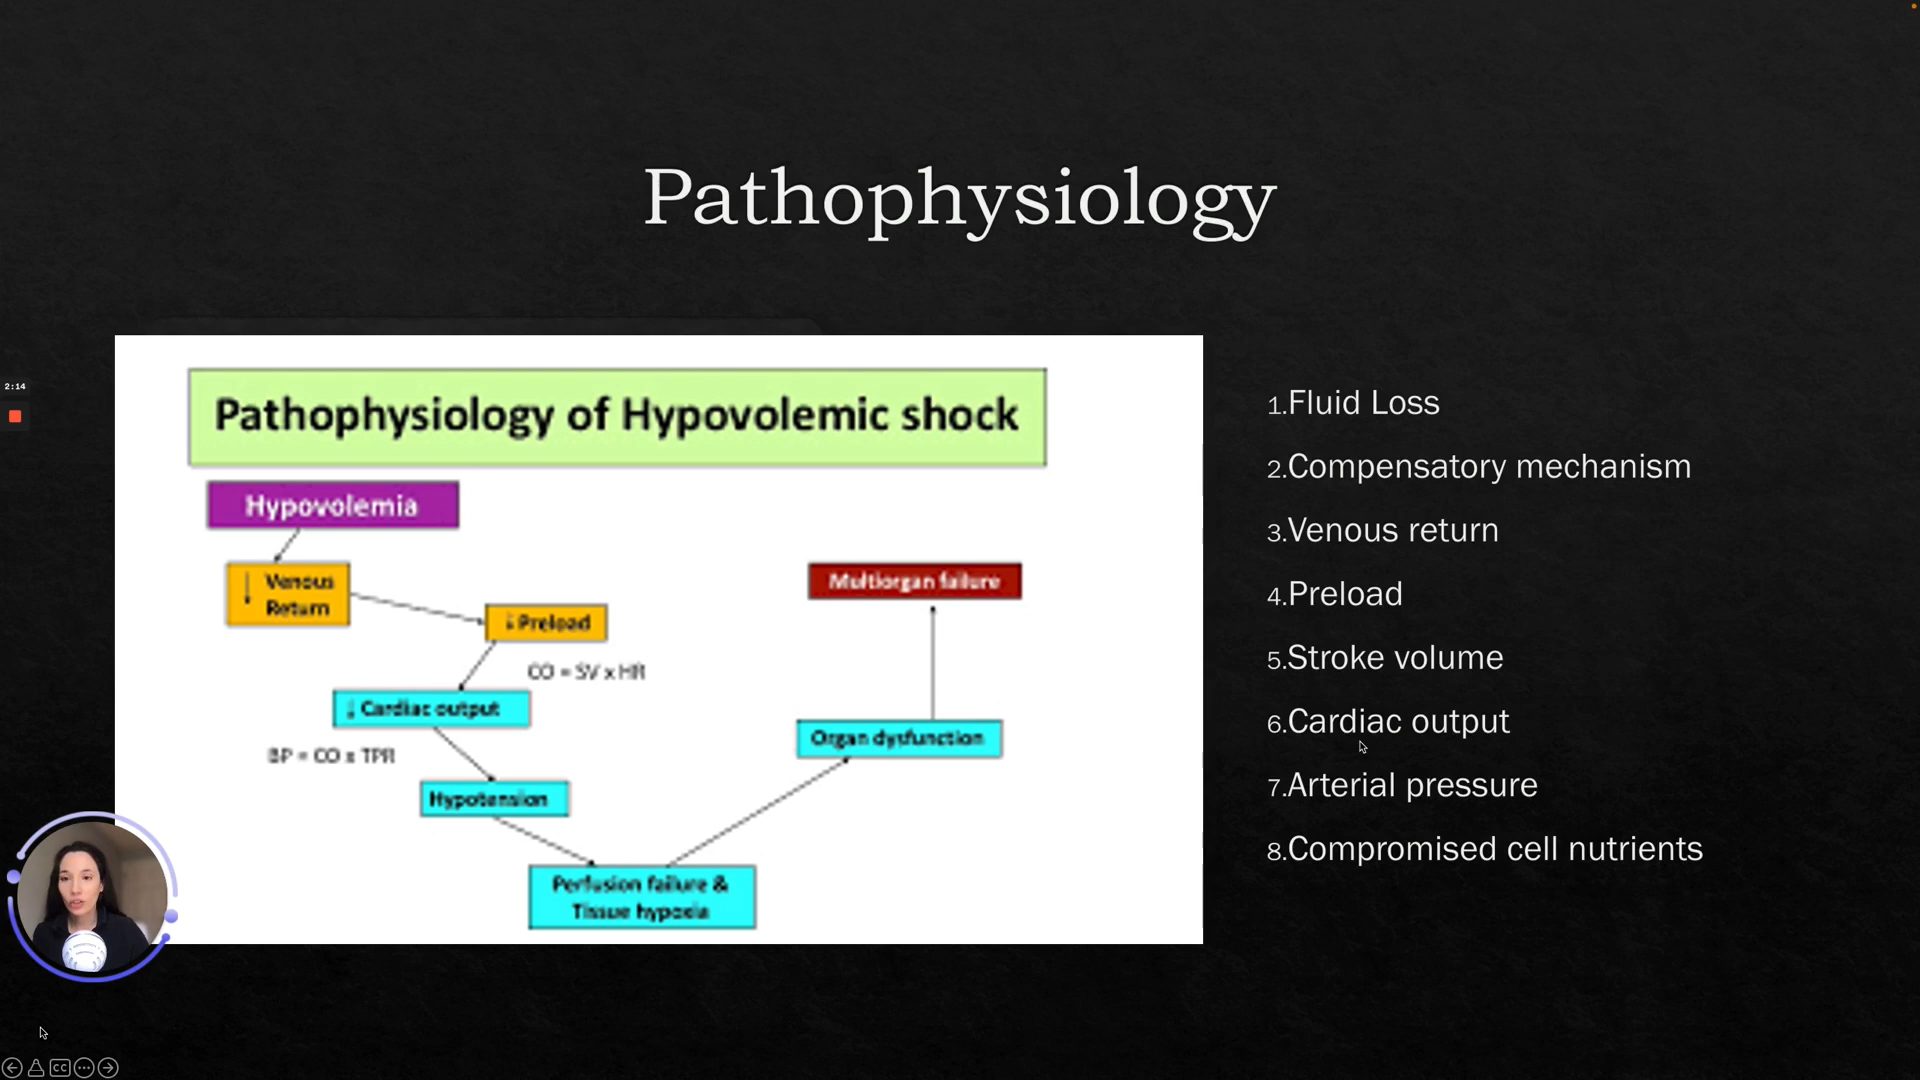 Pathophysiology
2:14
Pathophysiology of Hypovolemic shock
Hypovolemia
↓ Venous
Return
↓ Preload
CO = SV x HR
↓ Cardiac output
BP = CO x TPR
Hypotension
Perfusion failure &
Tissue hypoxia
Organ dysfunction
Multiorgan failure
1.Fluid Loss
2.Compensatory mechanism
3.Venous return
4.Preload
5.Stroke volume
6.Cardiac output
7.Arterial pressure
8.Compromised cell nutrients
CC